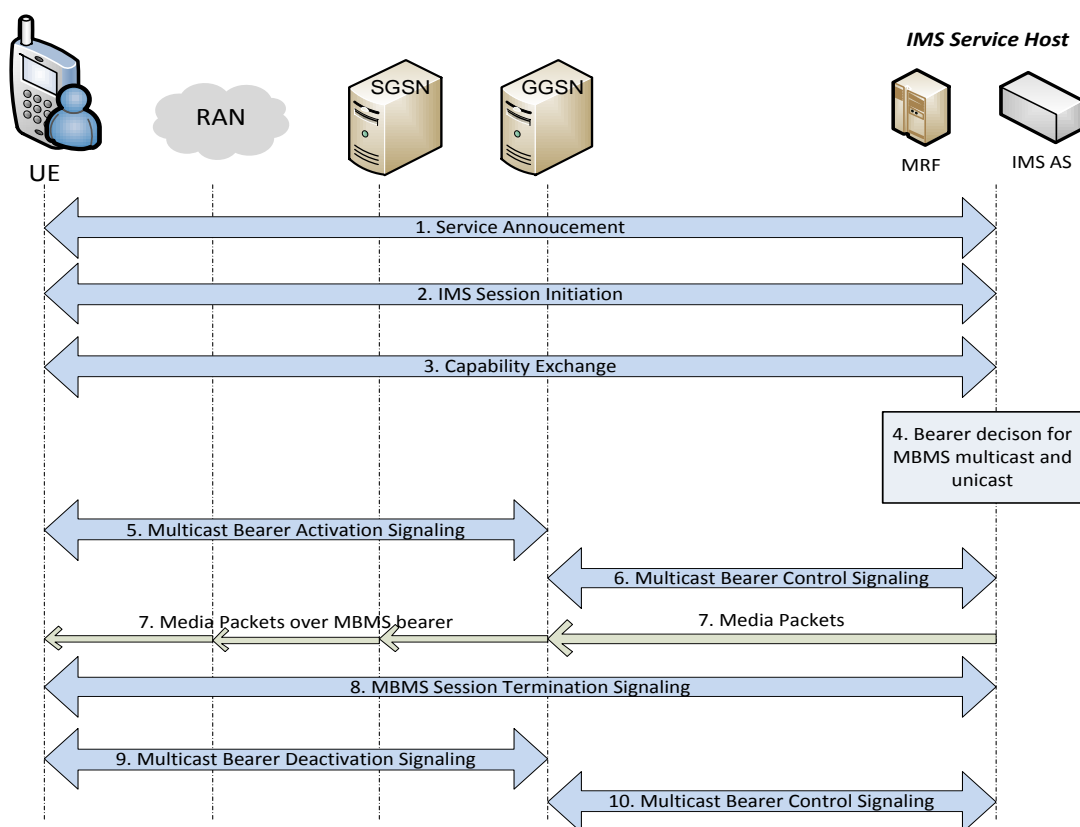 IMS Service Host
SGSN
GGSN
RAN
UE
MRF
IMS AS
1. Service Annoucement
2. IMS Session Initiation
3. Capability Exchange
4. Bearer decison for
MBMS multicast and
unicast
5. Multicast Bearer Activation Signaling
6. Multicast Bearer Control Signaling
7. Media Packets over MBMS bearer
7. Media Packets
8. MBMS Session Termination Signaling
9. Multicast Bearer Deactivation Signaling
10. Multicast Bearer Control Signaling